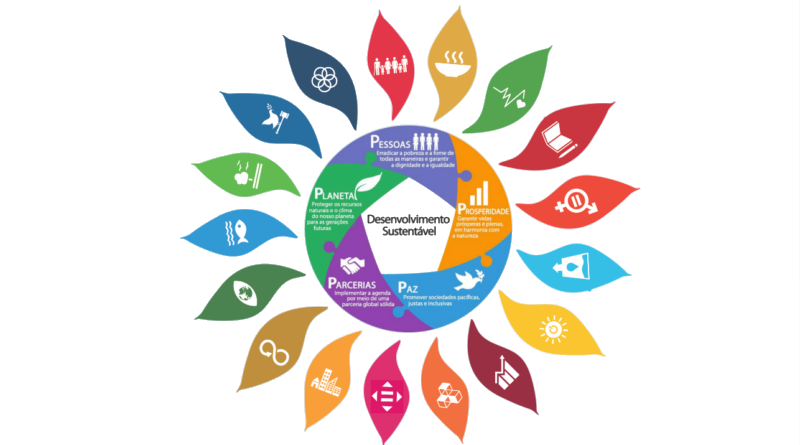 PESSOAS
Erradicar a pobreza e a fome de
todas as maneiras e garantir
a dignidade e a igualdade
PROSPERIDADE
Garantir vidas
prósperas e plenas,
em harmonia com
a natureza
PAZ
Promover sociedades pacíficas,
justas e inclusivas
PARCERIAS
Implementar a agenda
por meio de uma
parceria global sólida
PLANETA
Proteger os recursos
naturais e o clima
do nosso planeta
para as gerações
futuras
Desenvolvimento
Sustentável